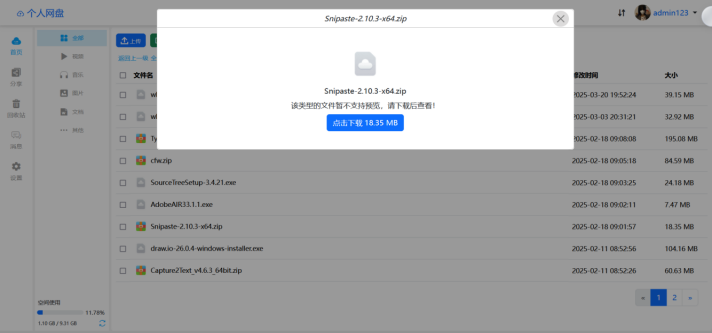 个人网盘
admin123
Snipaste-2.10.3-x64.zip
Snipaste-2.10.3-x64.zip
该类型的文件暂不支持预览，请下载后查看！
点击下载 18.35 MB
首页
分享
回收站
消息
设置
全部
视频
音乐
图片
文档
其他
上传
返回上一级 全
文件名 修改时间 大小
wi 2025-03-20 19:52:24 39.15 MB
wi 2025-03-03 20:31:21 32.92 MB
Ty 2025-02-18 09:08:08 195.08 MB
cfw.zip 2025-02-18 09:05:18 84.59 MB
SourceTreeSetup-3.4.21.exe 2025-02-18 09:03:25 24.18 MB
AdobeAIR33.1.1.exe 2025-02-18 09:02:11 7.47 MB
Snipaste-2.10.3-x64.zip 2025-02-18 09:01:57 18.35 MB
draw.io-26.0.4-windows-installer.exe 2025-02-11 08:52:56 104.16 MB
Capture2Text_v4.6.3_64bit.zip 2025-02-11 08:52:26 60.63 MB
空间使用
11.78%
1.10 GB / 9.31 GB
« 1 2 »